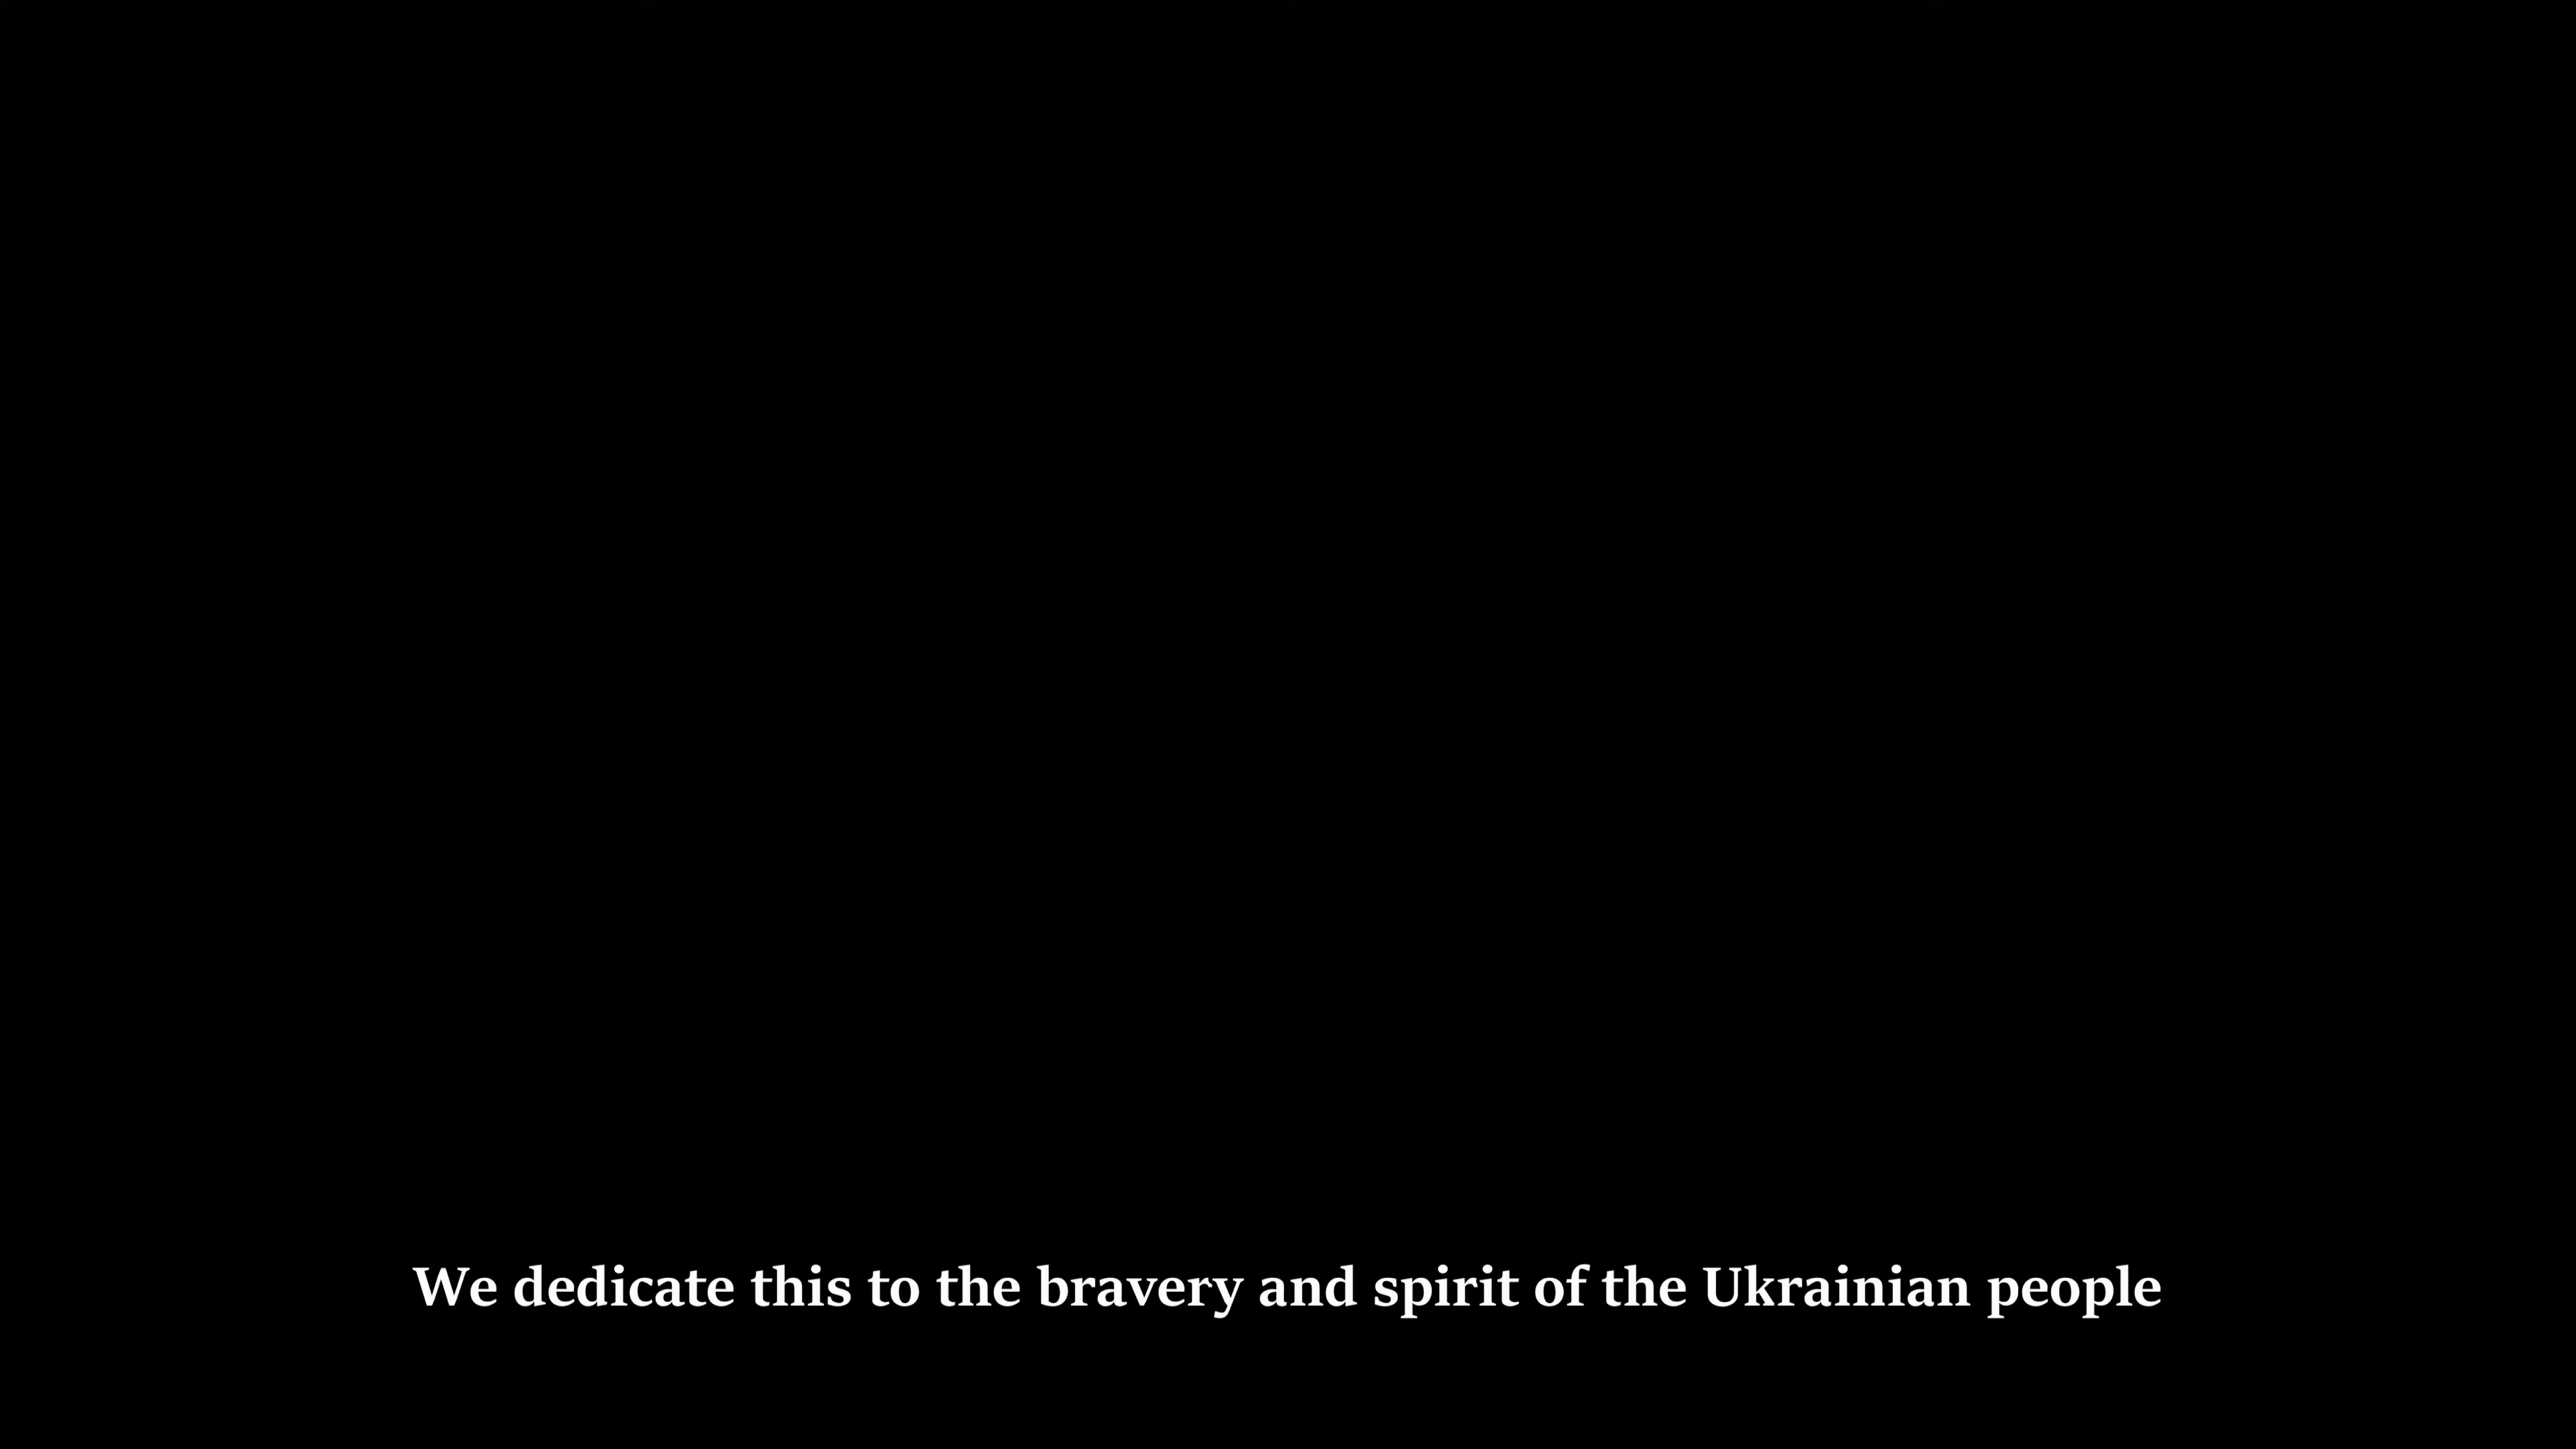 We dedicate this to the bravery and spirit of the Ukrainian people